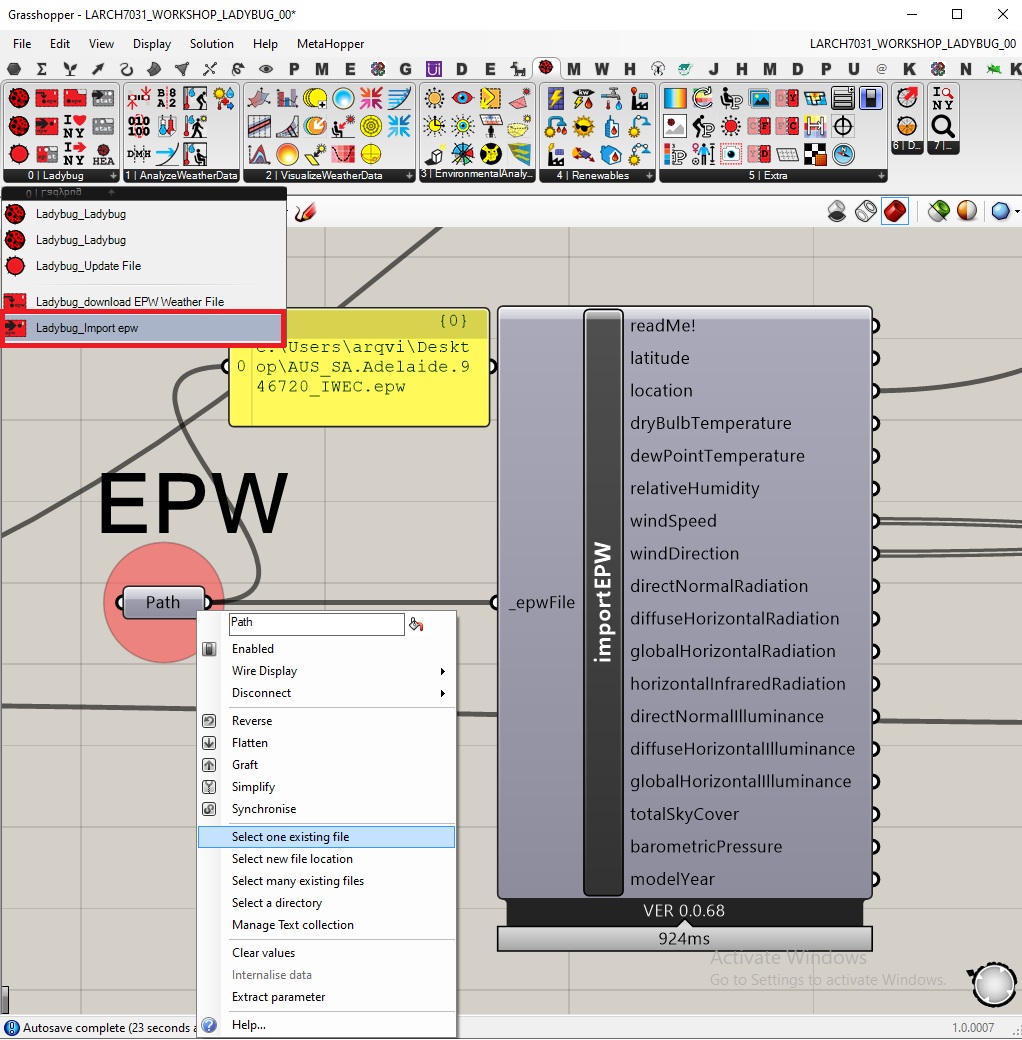 Grasshopper - LARCH7031_WORKSHOP_LADYBUG_00*
File Edit View Display Solution Help MetaHopper LARCH7031_WORKSHOP_LADYBUG_00
P M E G U D E M W H J H M D P U @ K N K
0 | Ladybug 1 | AnalyzeWeatherData 2 | VisualizeWeatherData 3 | EnvironmentalAnaly... 4 | Renewables 5 | Extra 6 | D... 7 |...
0 | Ladybug
Ladybug_Ladybug
Ladybug_Ladybug
Ladybug_Update File
Ladybug_download EPW Weather File
Ladybug_Import epw
{0}
0
C:\Users\arqvi\Deskt
op\AUS_SA.Adelaide.9
46720_IWEC.epw
EPW
Path
_epwFile
importEPW
readMe!
latitude
location
dryBulbTemperature
dewPointTemperature
relativeHumidity
windSpeed
windDirection
directNormalRadiation
diffuseHorizontalRadiation
globalHorizontalRadiation
horizontalInfraredRadiation
directNormalIlluminance
diffuseHorizontalIlluminance
globalHorizontalIlluminance
totalSkyCover
barometricPressure
modelYear
VER 0.0.68
924ms
Path
Enabled
Wire Display
Disconnect
Reverse
Flatten
Graft
Simplify
Synchronise
Select one existing file
Select new file location
Select many existing files
Select a directory
Manage Text collection
Clear values
Internalise data
Extract parameter
Help...
Activate Windows
Go to Settings to activate Windows.
Autosave complete (23 seconds a
1.0.0007